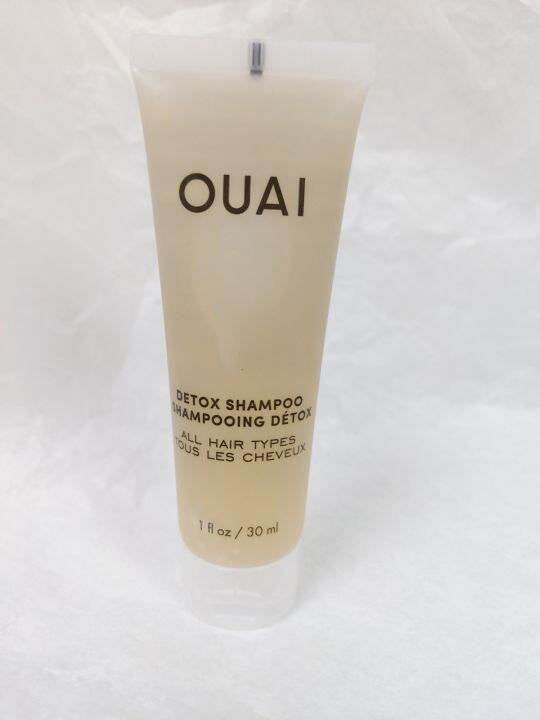 OUAI
DETOX SHAMPOO
SHAMPOOING DÉTOX
ALL HAIR TYPES
TOUS LES CHEVEUX
1 fl oz / 30 ml